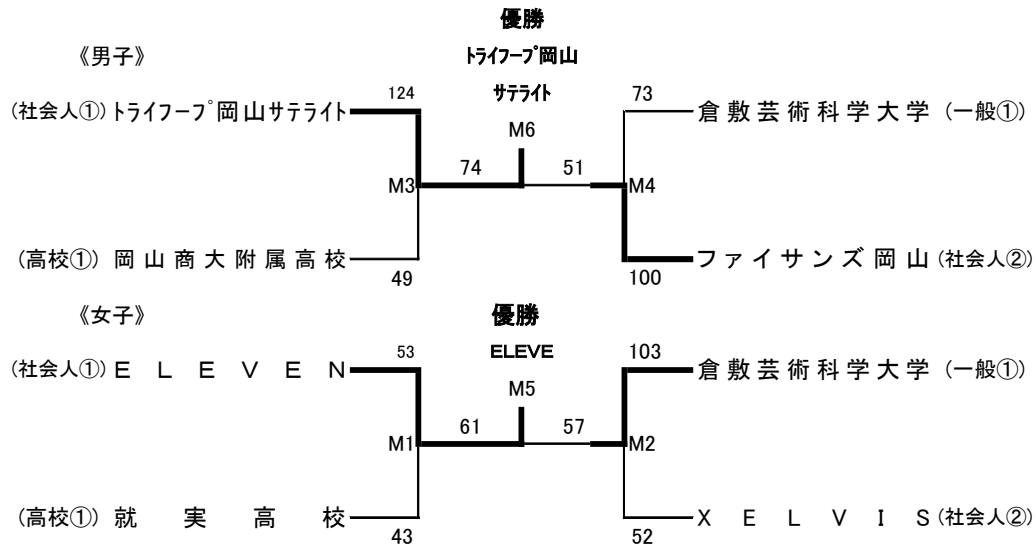 優勝
《男子》
トライフープ岡山
サテライト
124
73
(社会人①) トライフープ岡山サテライト
倉敷芸術科学大学 (一般①)
M6
74
51
M3
M4
(高校①) 岡山商大附属高校
ファイサンズ岡山 (社会人②)
49
100
《女子》
優勝
ELEVE
53
103
(社会人①) ELEVEN
倉敷芸術科学大学 (一般①)
M5
61
57
M1
M2
(高校①) 就実高校
XELVIS (社会人②)
43
52